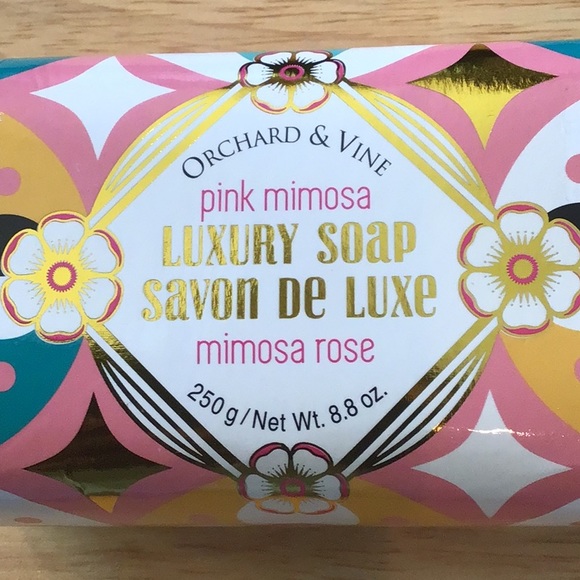 ORCHARD & VINE
pink mimosa
LUXURY SOAP
SAVON DE LUXE
mimosa rose
250 g / Net Wt. 8.8 oz.